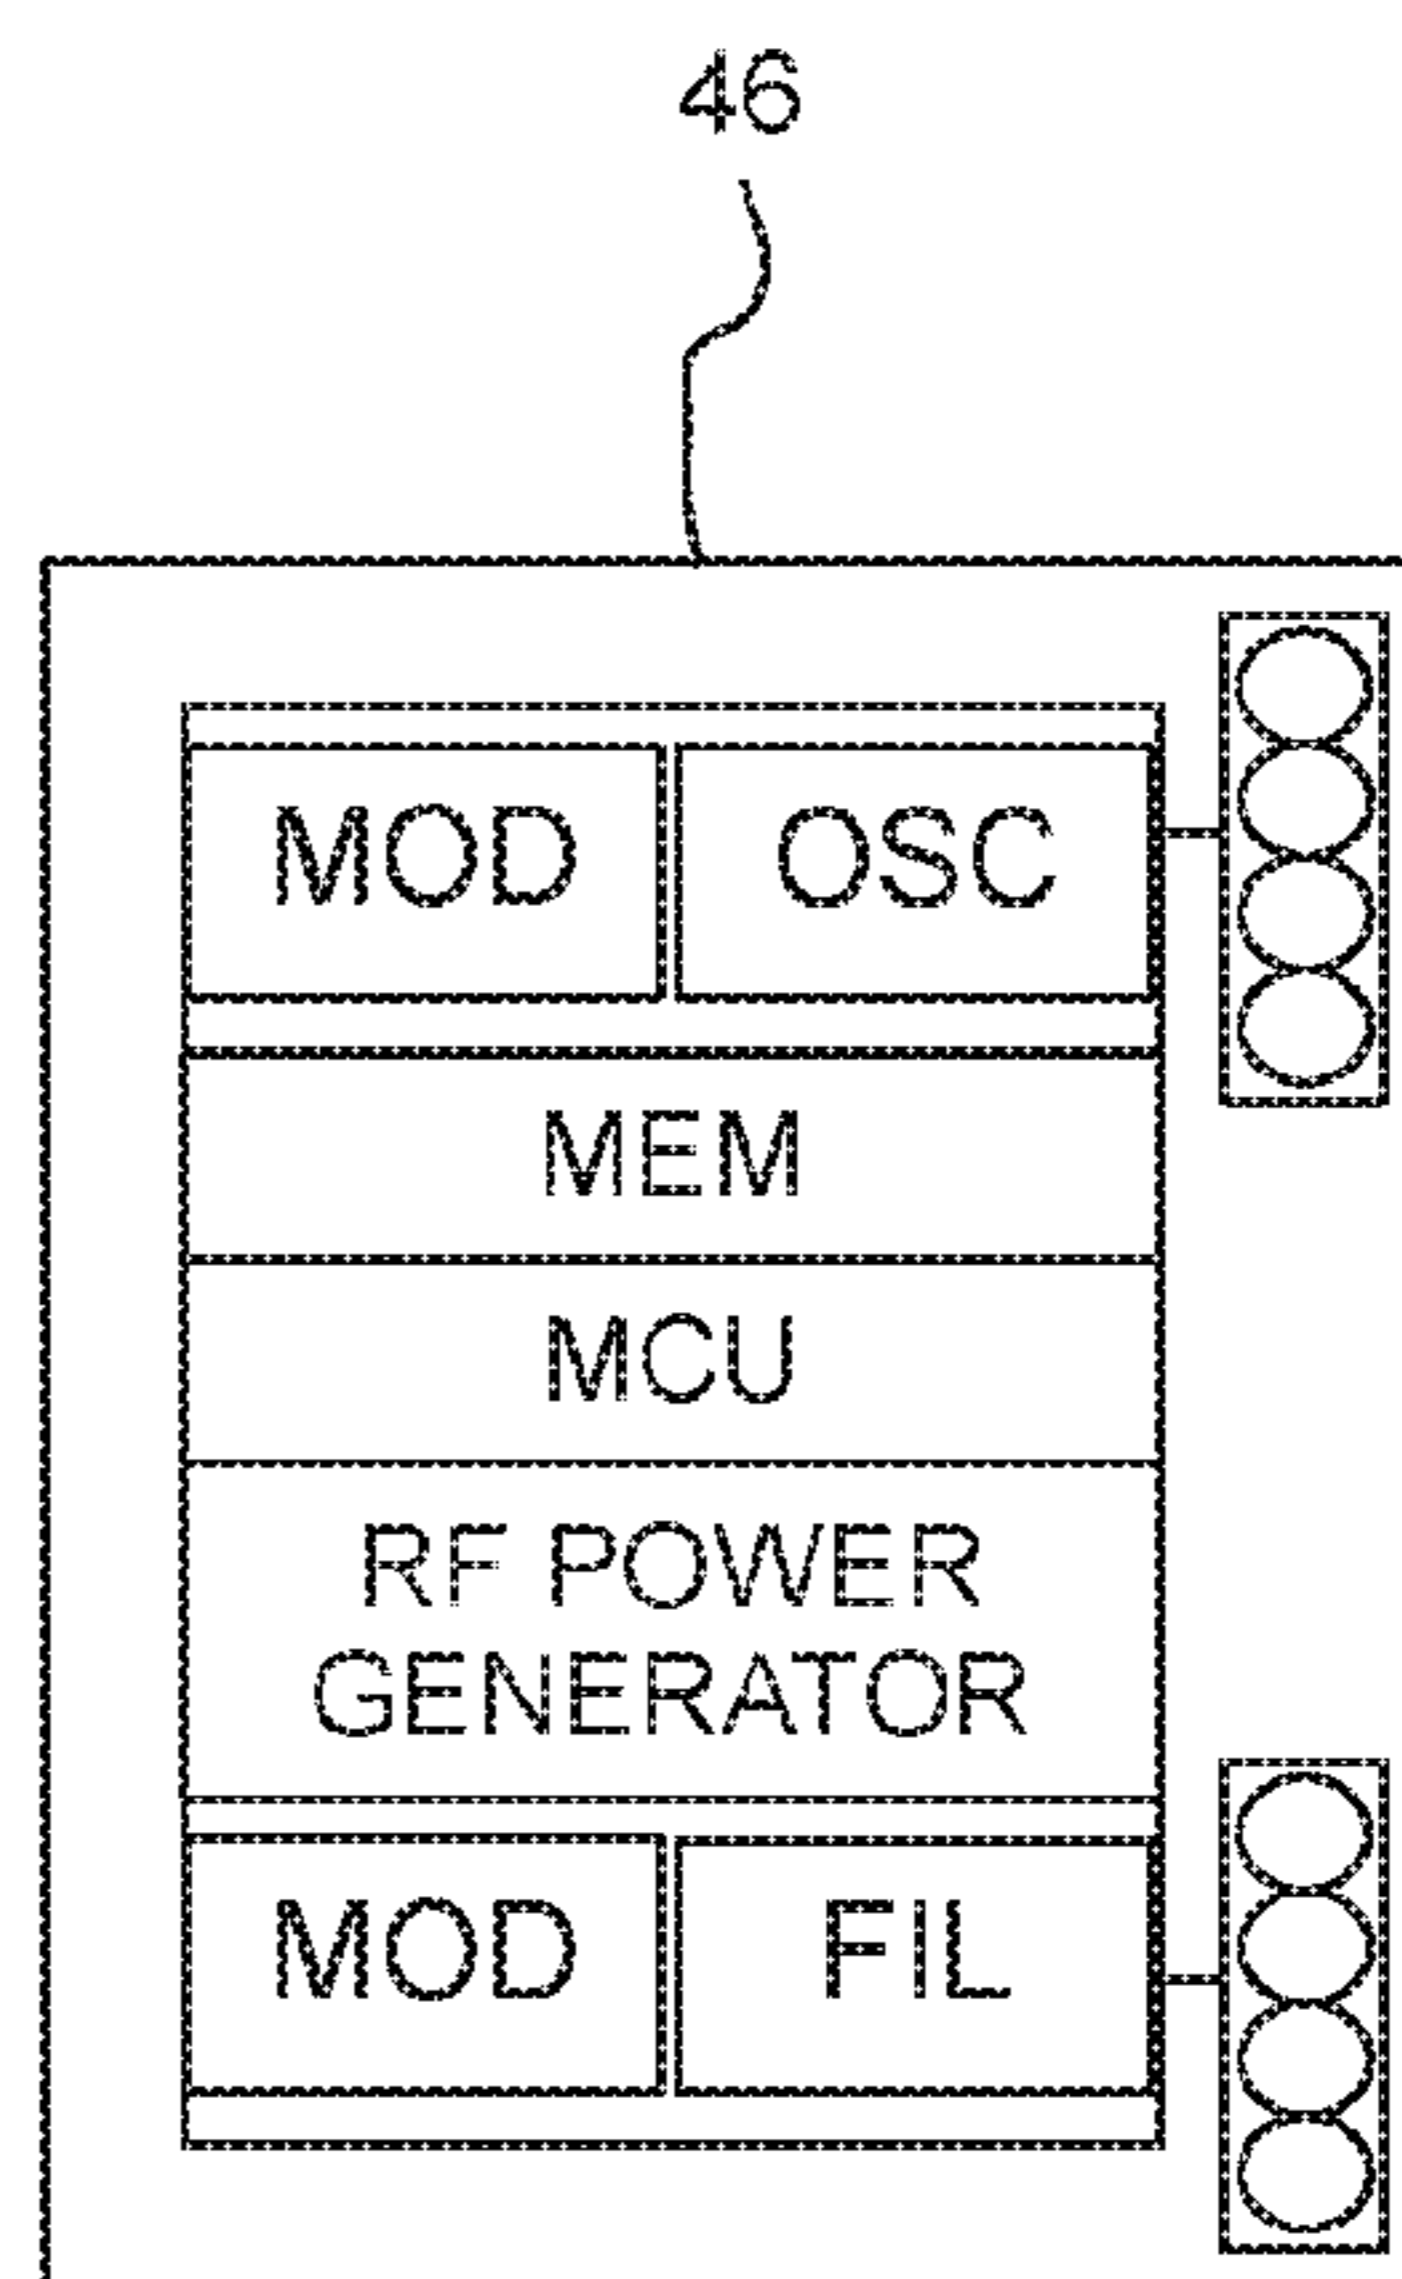 46
MOD OSC
MEM
MCU
RF POWER
GENERATOR
MOD FIL